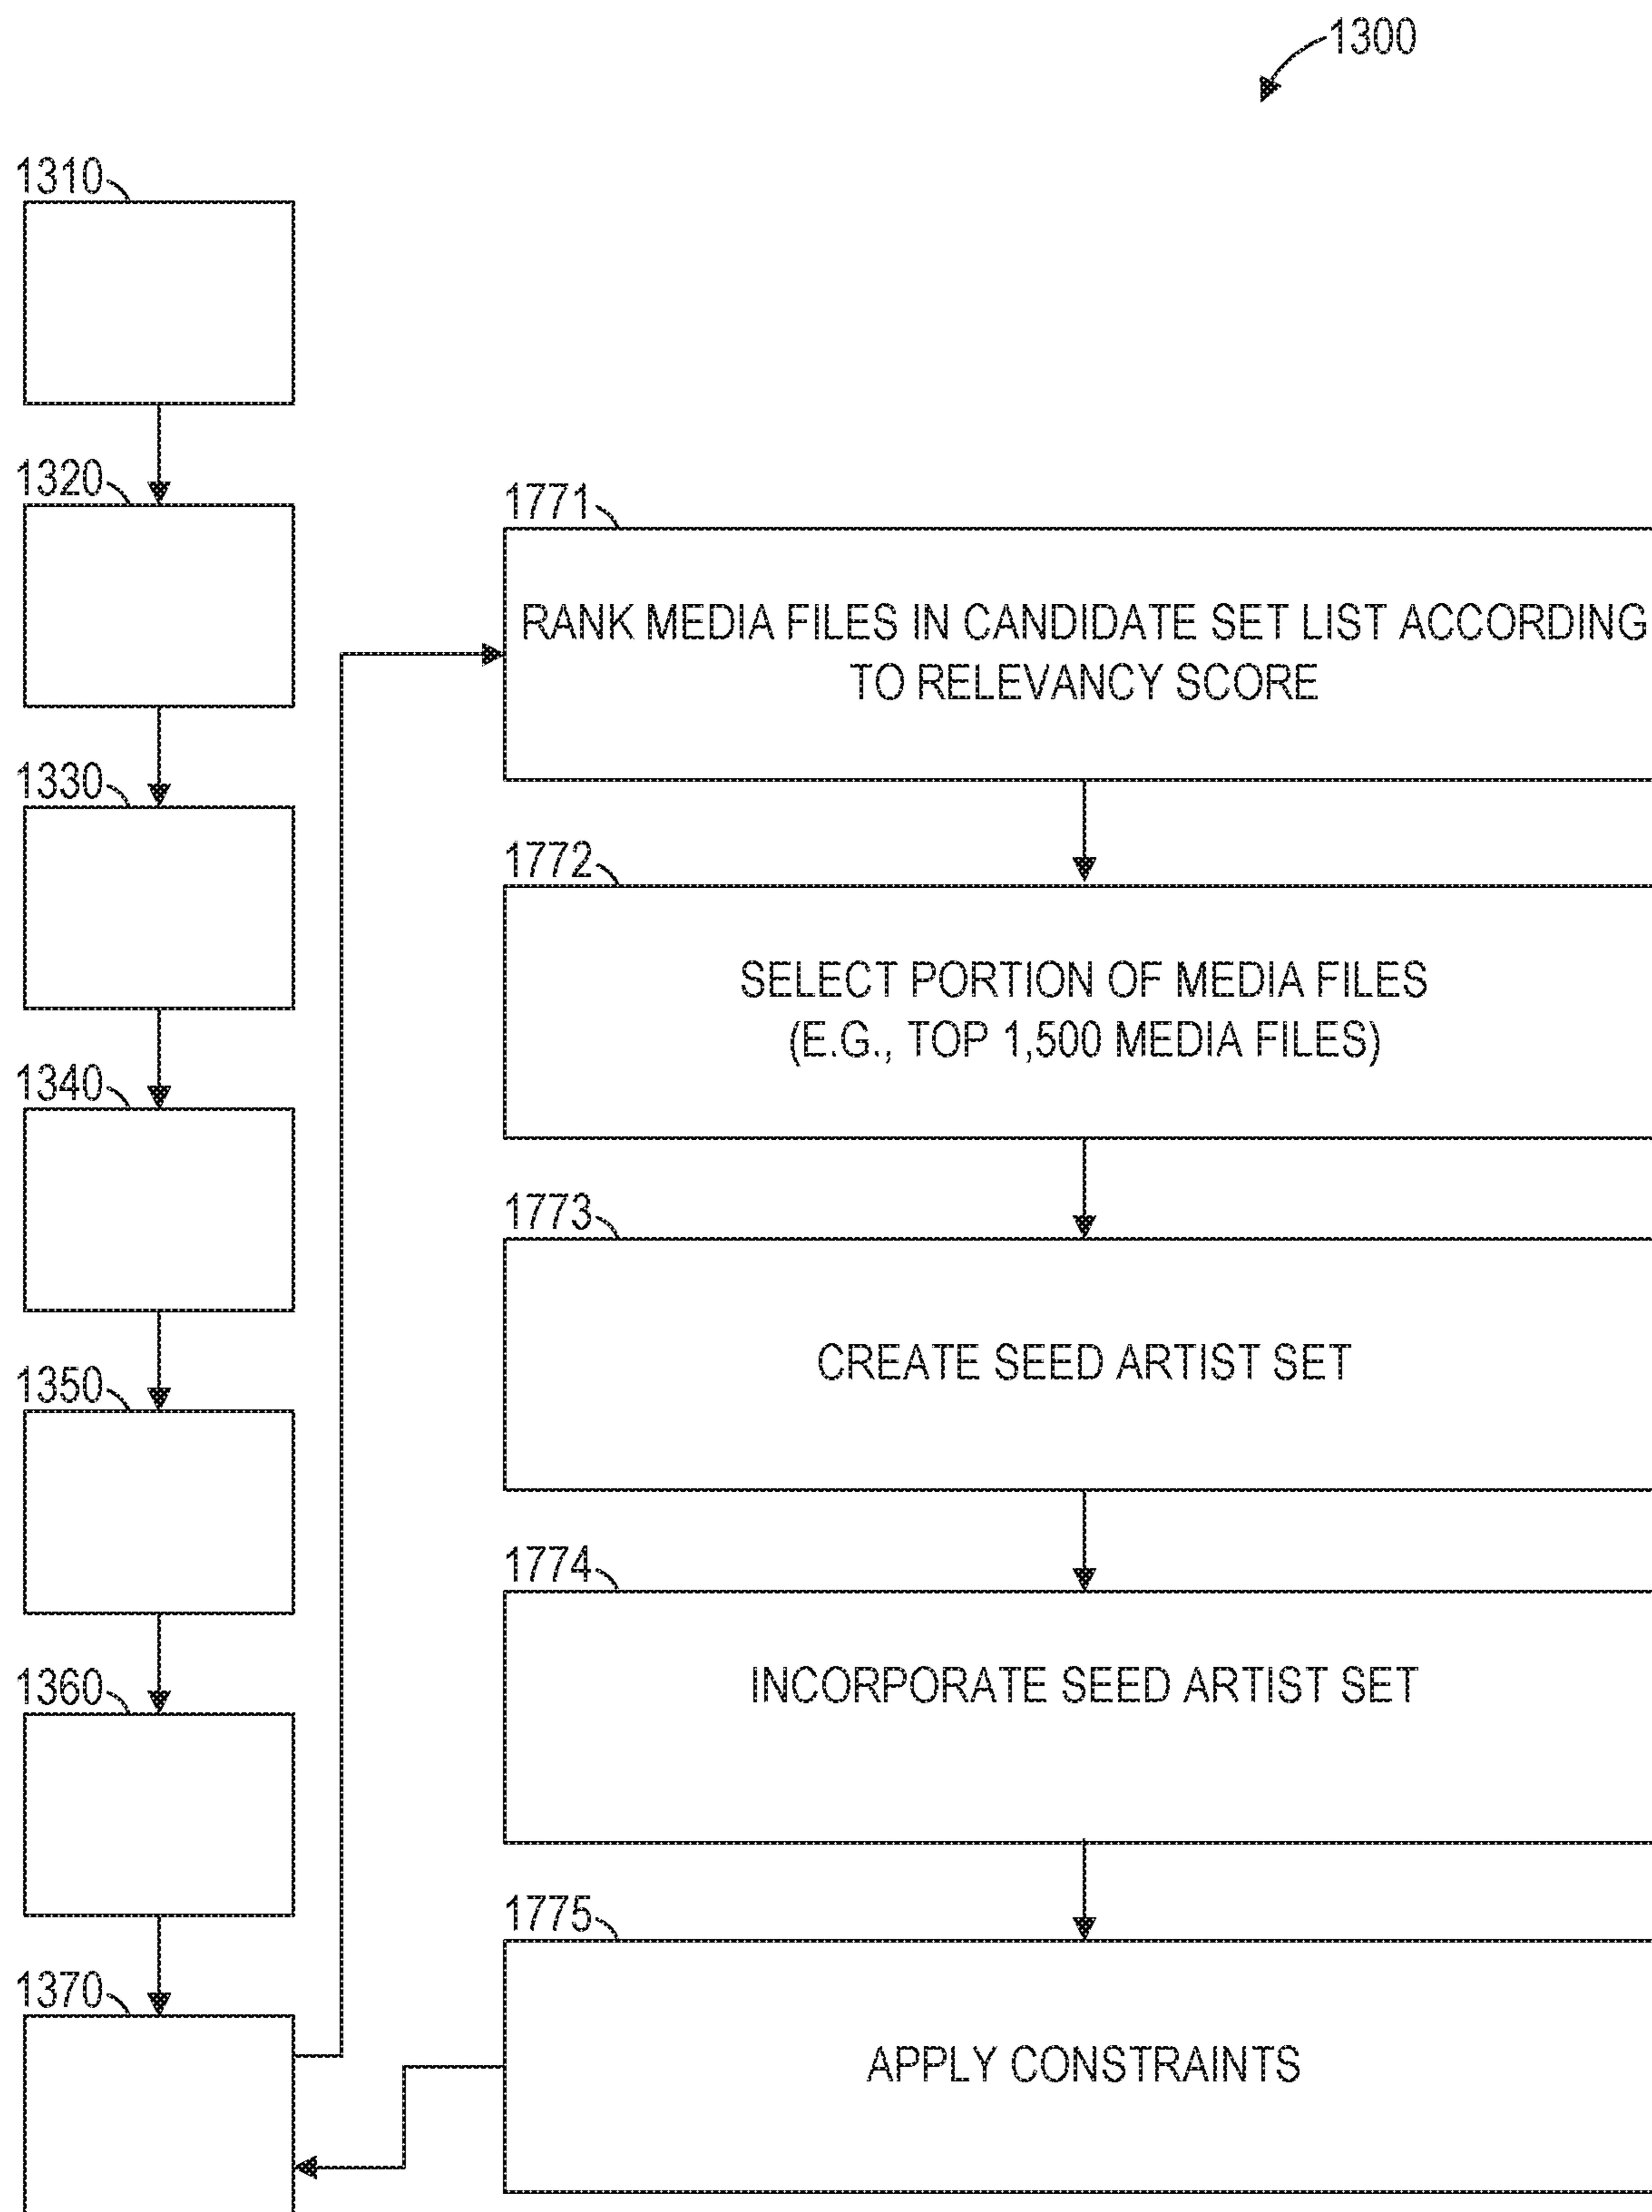 1300
1310
1320
1330
1340
1350
1360
1370
1771
RANK MEDIA FILES IN CANDIDATE SET LIST ACCORDING
TO RELEVANCY SCORE
1772
SELECT PORTION OF MEDIA FILES
(E.G., TOP 1,500 MEDIA FILES)
1773
CREATE SEED ARTIST SET
1774
INCORPORATE SEED ARTIST SET
1775
APPLY CONSTRAINTS